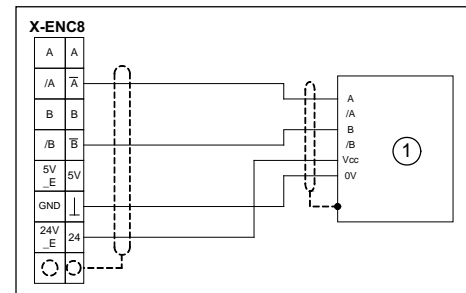 X-ENC8
A A
/A A̅
B B
/B B̅
5V _E 5V
GND
24V _E 24
A
/A
B
/B
Vcc
0V
1